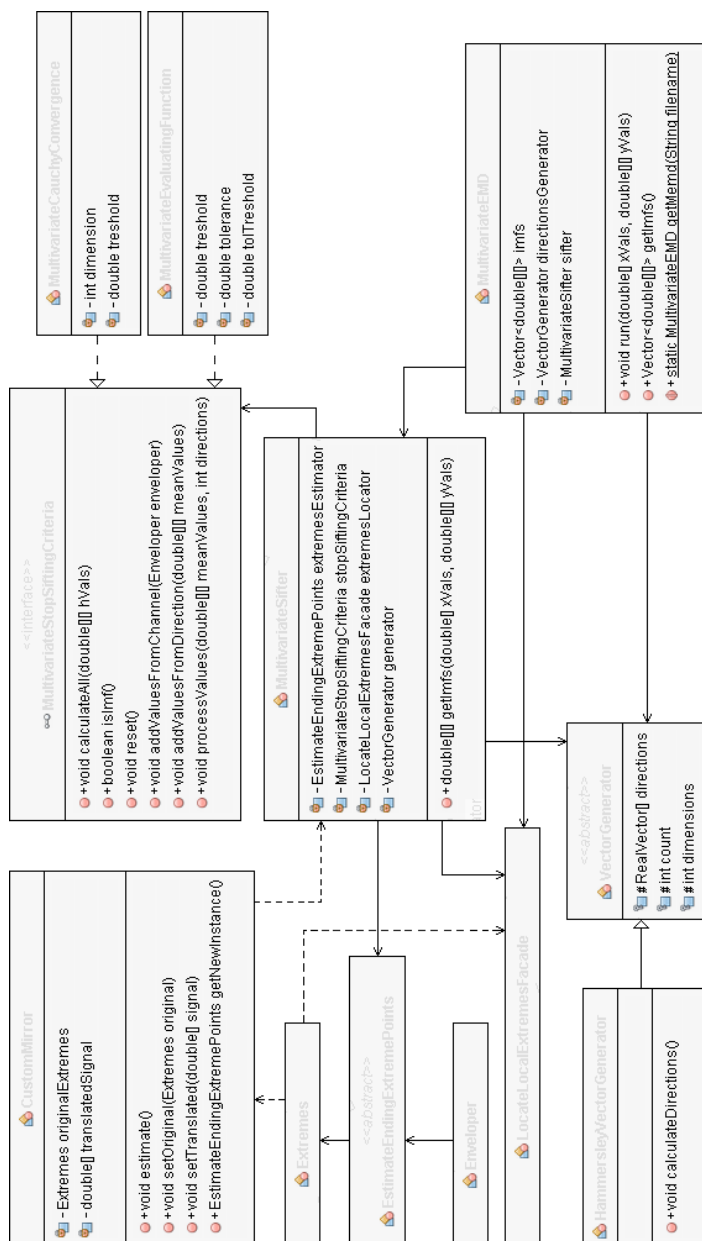 CustomMirror
- Extremes originalExtremes
- double[] translatedSignal
+ void estimate()
+ void setOriginal(Extremes original)
+ void setTranslated(double[] signal)
+ EstimateEndingExtremePoints getNewInstance()
<<interface>>
MultivariateStopSiftingCriteria
+ void calculateAll(double[][] hVals)
+ boolean isImf()
+ void reset()
+ void addValuesFromChannel(Enveloper enveloper)
+ void addValuesFromDirection(double[][] meanValues)
+ void processValues(double[][] meanValues, int directions)
MultivariateCauchyConvergence
- int dimension
- double treshold
MultivariateEvaluatingFunction
- double treshold
- double tolerance
- double tolTreshold
Extremes
<<abstract>>
EstimateEndingExtremePoints
Enveloper
LocateLocalExtremesFacade
MultivariateSifter
- EstimateEndingExtremePoints extremesEstimator
- MultivariateStopSiftingCriteria stopSiftingCriteria
- LocateLocalExtremesFacade extremesLocator
- VectorGenerator generator
+ double[][] getImfs(double[] xVals, double[][] yVals)
HammersleyVectorGenerator
+ void calculateDirections()
<<abstract>>
VectorGenerator
# RealVector[] directions
# int count
# int dimensions
MultivariateEMD
- Vector<double[][]> imfs
- VectorGenerator directionsGenerator
- MultivariateSifter sifter
+ void run(double[] xVals, double[][] yVals)
+ Vector<double[][]> getImfs()
+ static MultivariateEMD getMemd(String filename)